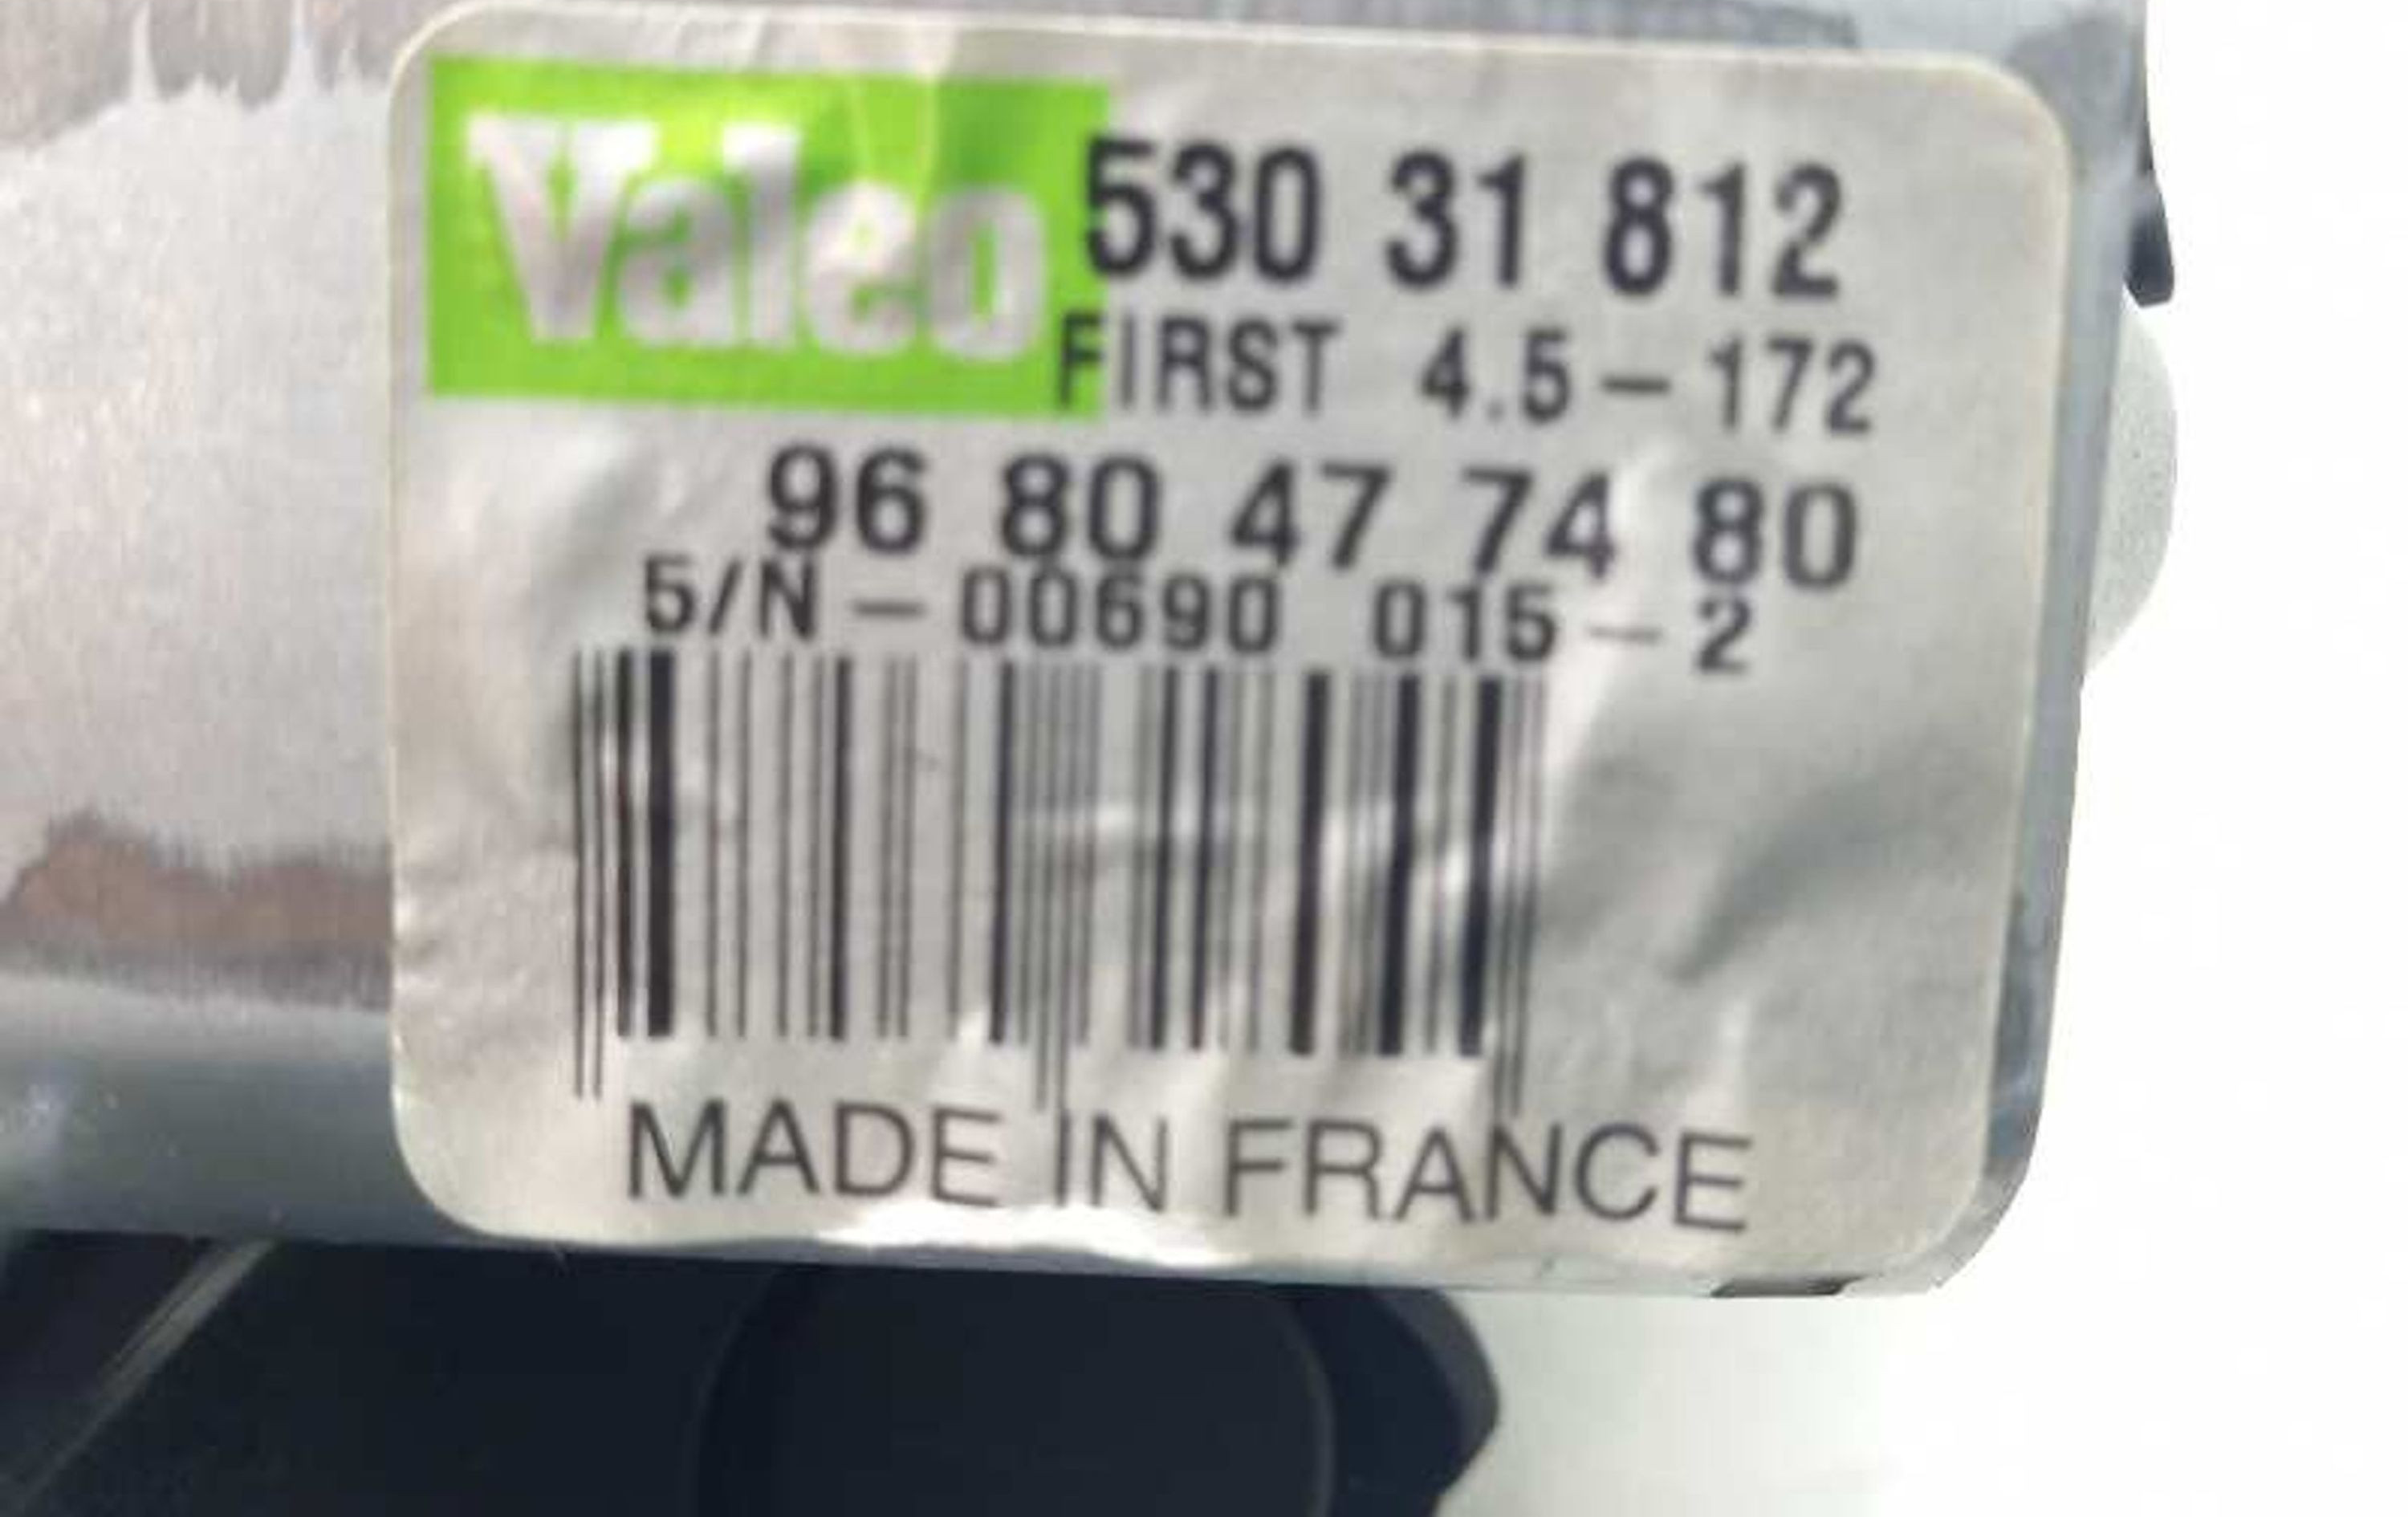 Valeo 530 31 812
FIRST 4.5-172
96 80 47 74 80
5/N-00690 015-2
MADE IN FRANCE